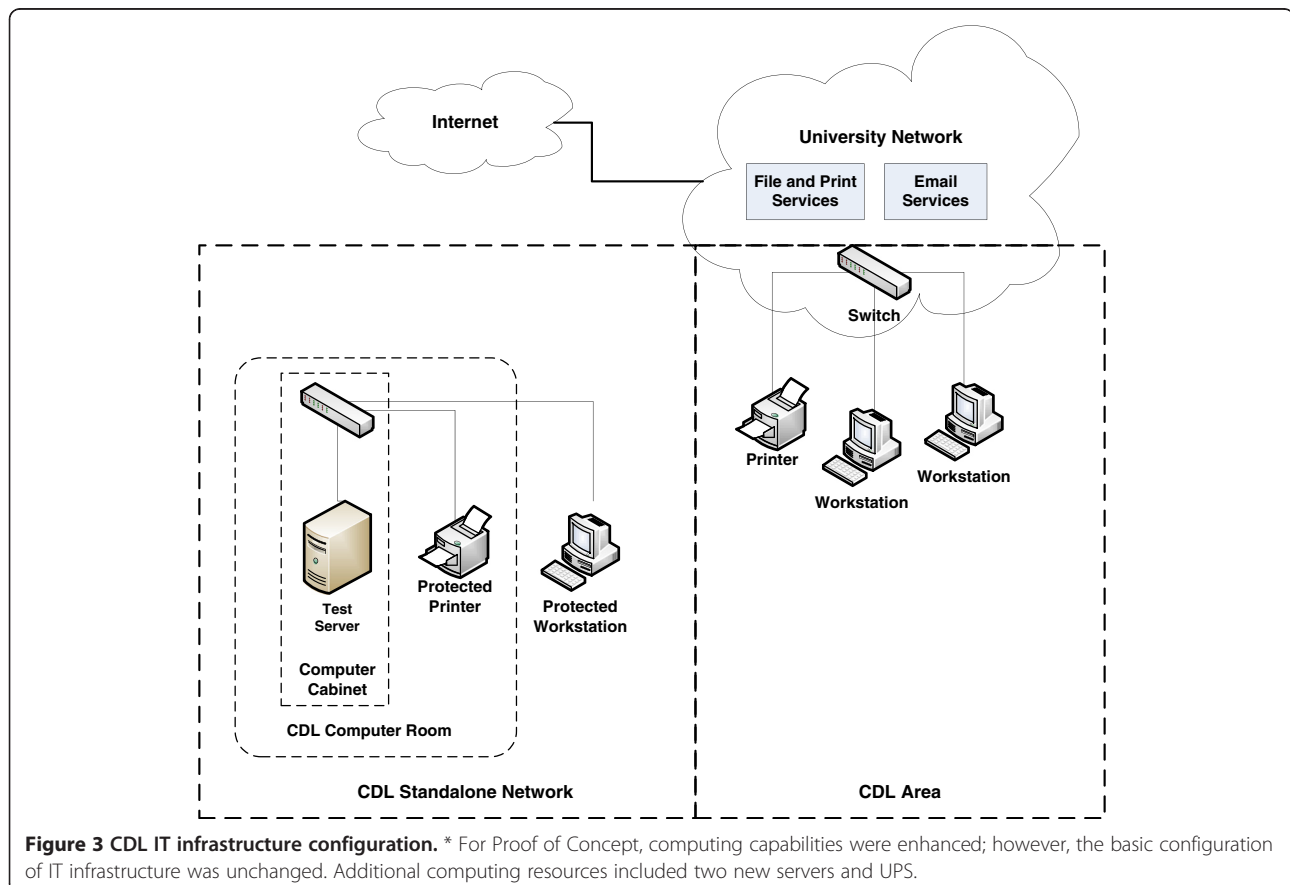 Internet
University Network
File and Print
Services
Email
Services
Switch
Printer
Workstation
Workstation
Test
Server
Protected
Printer
Protected
Workstation
Computer
Cabinet
CDL Computer Room
CDL Standalone Network
CDL Area
Figure 3 CDL IT infrastructure configuration. * For Proof of Concept, computing capabilities were enhanced; however, the basic configuration
of IT infrastructure was unchanged. Additional computing resources included two new servers and UPS.